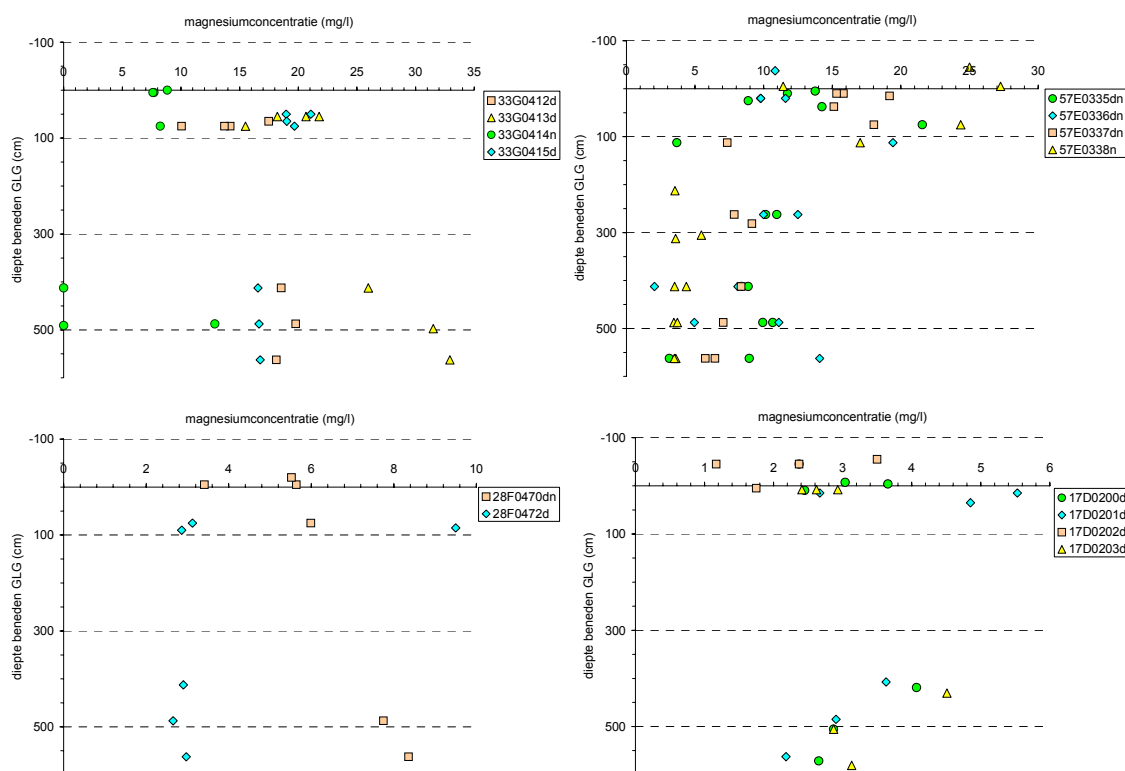 magnesiumconcentratie (mg/l)
-100
0 5 10 15 20 25 30 35
100
300
500
diepte beneden GLG (cm)
33G0412d
33G0413d
33G0414n
33G0415d
magnesiumconcentratie (mg/l)
-100
0 5 10 15 20 25 30
100
300
500
diepte beneden GLG (cm)
57E0335dn
57E0336dn
57E0337dn
57E0338n
magnesiumconcentratie (mg/l)
-100
0 2 4 6 8 10
100
300
500
diepte beneden GLG (cm)
28F0470dn
28F0472d
magnesiumconcentratie (mg/l)
-100
0 1 2 3 4 5 6
100
300
500
diepte beneden GLG (cm)
17D0200d
17D0201d
17D0202d
17D0203d